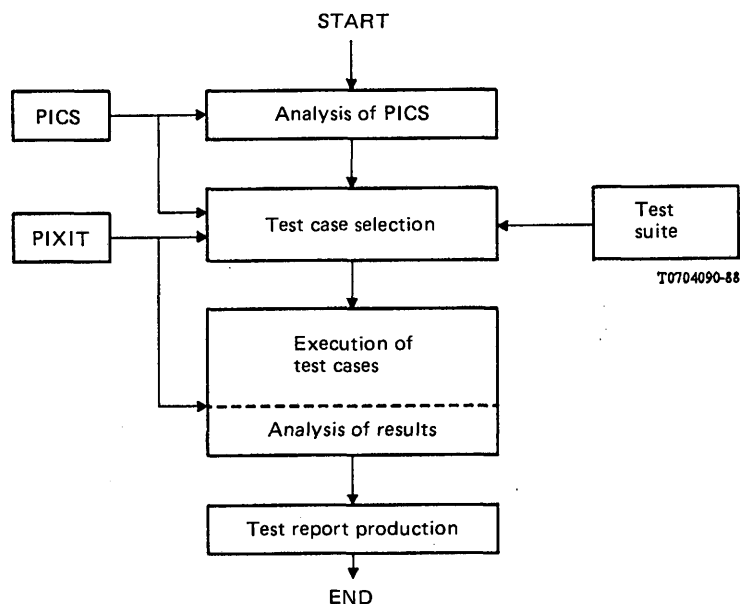 START
PICS
Analysis of PICS
PIXIT
Test case selection
Test
suite
T0704090-88
Execution of
test cases
Analysis of results
Test report production
END